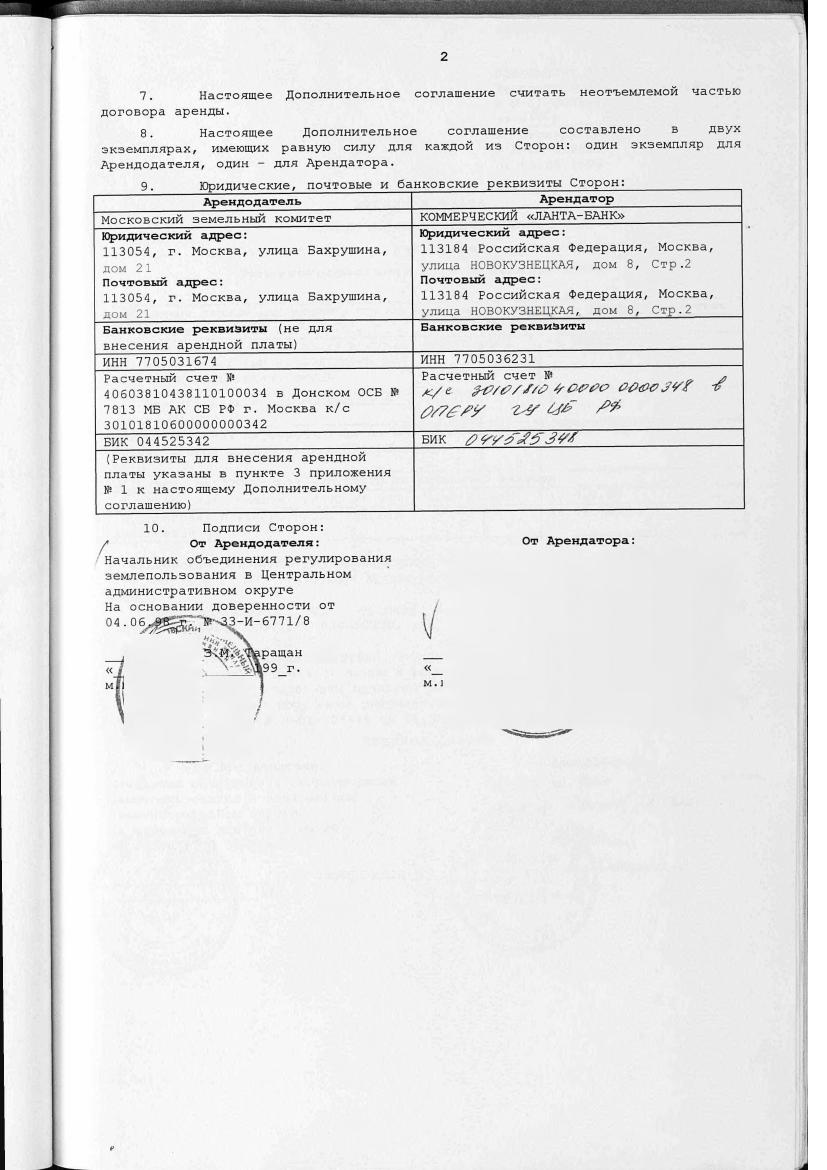 2
7. Настоящее Дополнительное соглашение считать неотъемлемой частью
договора аренды.
8. Настоящее Дополнительное соглашение составлено в двух
экземплярах, имеющих равную силу для каждой из Сторон: один экземпляр для
Арендодателя, один – для Арендатора.
9. Юридические, почтовые и банковские реквизиты Сторон:
Арендодатель
Московский земельный комитет
Юридический адрес:
113054, г. Москва, улица Бахрушина,
дом 21
Почтовый адрес:
113054, г. Москва, улица Бахрушина,
дом 21
Банковские реквизиты (не для
внесения арендной платы)
ИНН 7705031674
Расчетный счет №
40603810438110100034 в Донском ОСБ №
7813 МБ АК СБ РФ г. Москва к/с
30101810600000000342
БИК 044525342
(Реквизиты для внесения арендной
платы указаны в пункте 3 приложения
№ 1 к настоящему Дополнительному
соглашению)
Арендатор
КОММЕРЧЕСКИЙ «ЛАНТА-БАНК»
Юридический адрес:
113184 Российская Федерация, Москва,
улица НОВОКУЗНЕЦКАЯ, дом 8, Стр.2
Почтовый адрес:
113184 Российская Федерация, Москва,
улица НОВОКУЗНЕЦКАЯ, дом 8, Стр.2
Банковские реквизиты
ИНН 7705036231
Расчетный счет №
к/с 30101810400000000348 в
ОПЕРУ ГУ ЦБ РФ
БИК 044525348
10. Подписи Сторон:
От Арендодателя:
Начальник объединения регулирования
землепользования в Центральном
административном округе
На основании доверенности от
04.06.98 г. № 33-И-6771/8
З.М. Таращан
« 199_г.
м.
От Арендатора:
«
м.